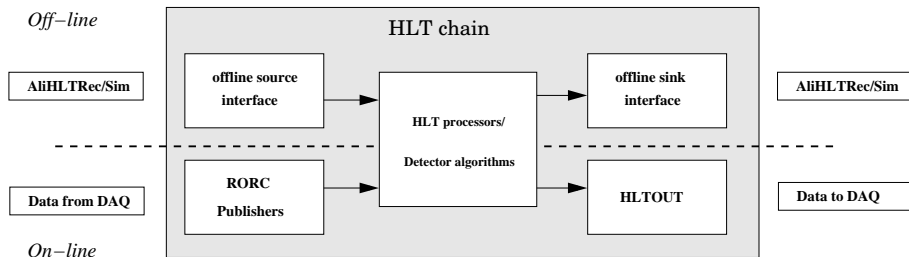 Off−line
HLT chain
AliHLTRec/Sim
offline source
interface
HLT processors/
Detector algorithms
offline sink
interface
AliHLTRec/Sim
Data from DAQ
RORC
Publishers
HLTOUT
Data to DAQ
On−line